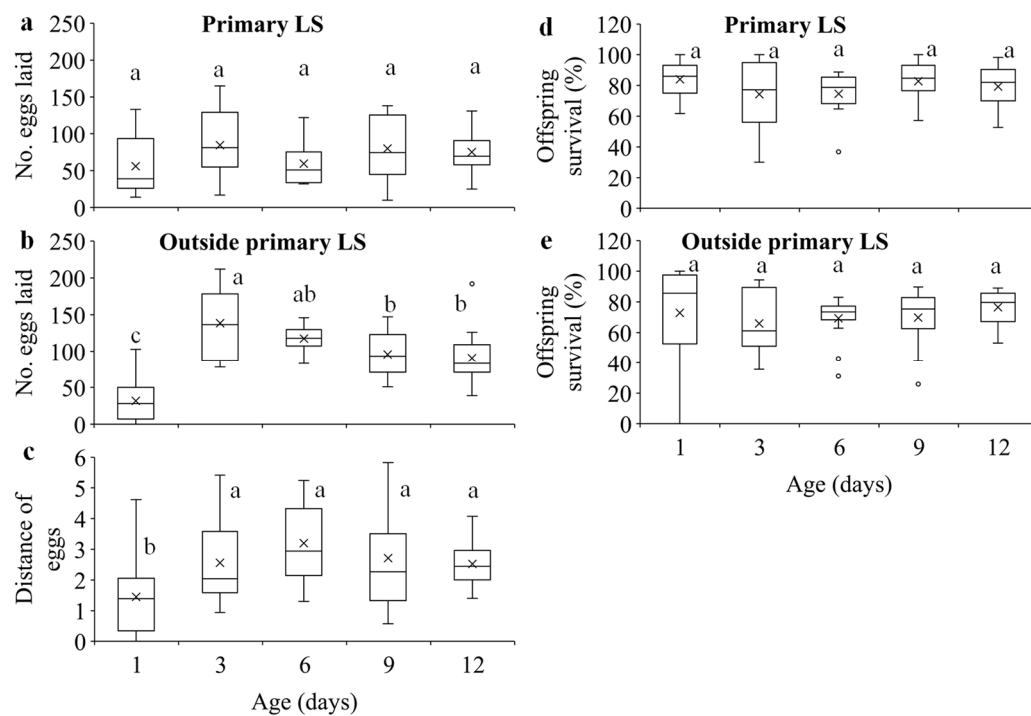 a
Primary LS
No. eggs laid
250
200
150
100
50
0
a
a
a
a
a
b
Outside primary LS
No. eggs laid
250
200
150
100
50
0
c
a
ab
b
b
c
Distance of
eggs
6
5
4
3
2
1
0
b
a
a
a
a
1
3
6
9
12
Age (days)
d
Primary LS
Offspring
survival (%)
120
100
80
60
40
20
0
a
a
a
a
a
e
Outside primary LS
Offspring
survival (%)
120
100
80
60
40
20
0
a
a
a
a
a
1
3
6
9
12
Age (days)